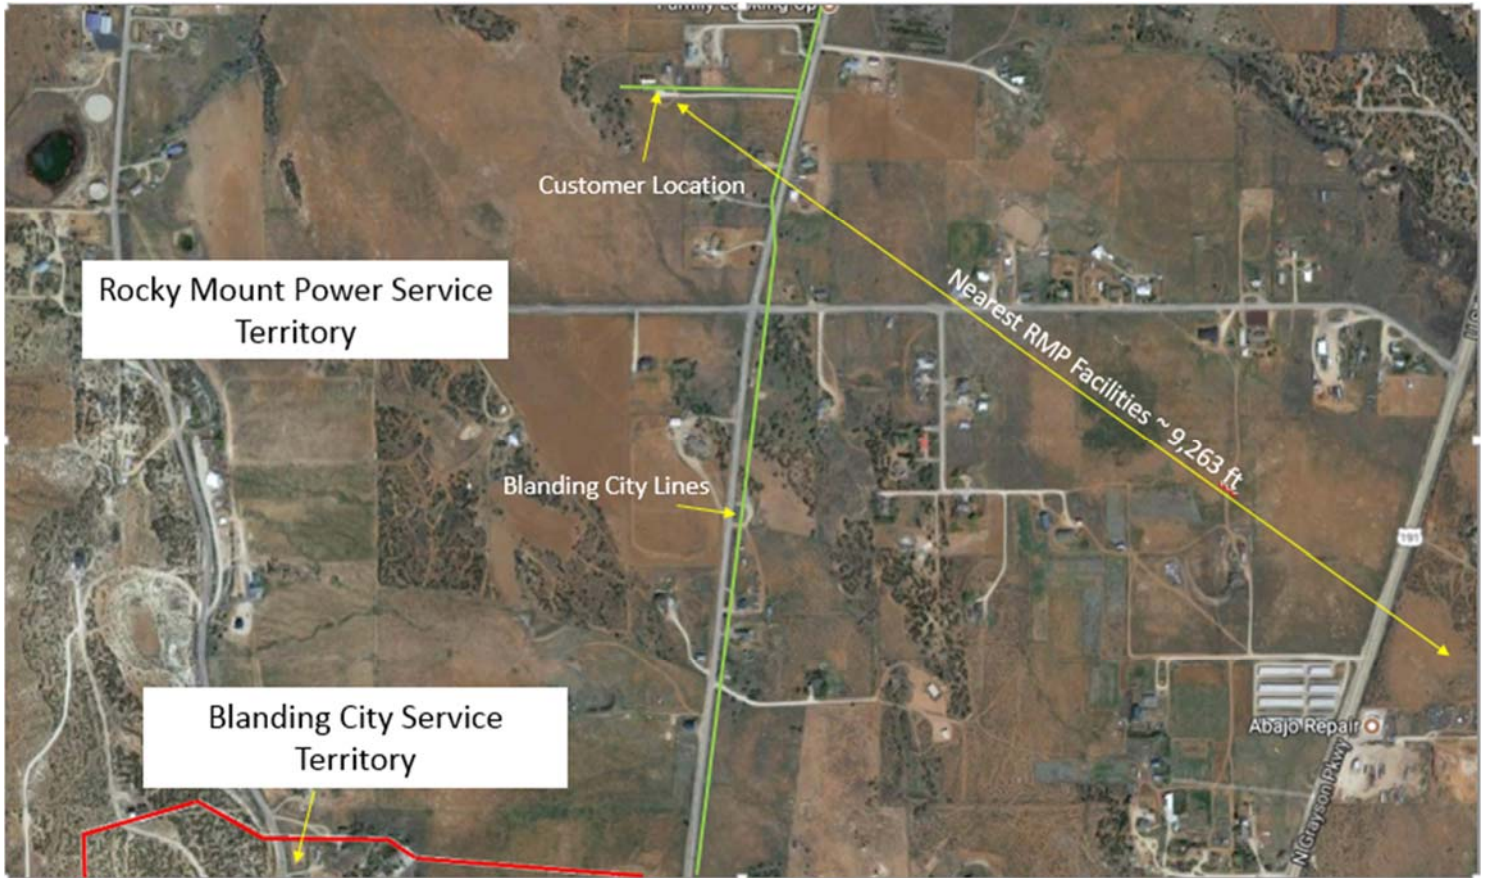 Customer Location
Rocky Mount Power Service
Territory
Nearest RMP Facilities ~ 9,263 ft
Blanding City Lines
191
Blanding City Service
Territory
Abajo Repair
N Grayson Pkwy